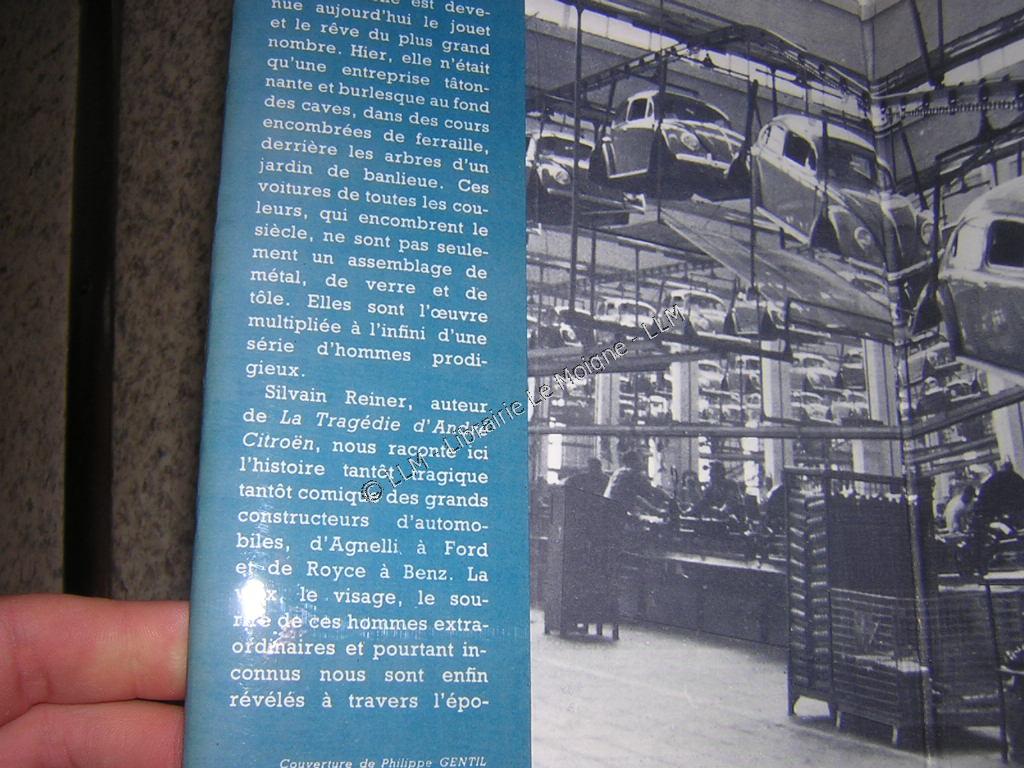 est deve-
nue aujourd'hui le jouet
et le rêve du plus grand
nombre. Hier, elle n'était
qu'une entreprise tâton-
nante et burlesque au fond
des caves, dans des cours
encombrées de ferraille,
derrière les arbres d'un
jardin de banlieue. Ces
voitures de toutes les cou-
leurs, qui encombrent le
siècle, ne sont pas seule-
ment un assemblage de
métal, de verre et de
tôle. Elles sont l'œuvre
multipliée à l'infini d'une
série d'hommes prodi-
gieux.
Silvain Reiner, auteur
de La Tragédie d'André
Citroën, nous raconte ici
l'histoire tantôt tragique
tantôt comique des grands
constructeurs d'automo-
biles, d'Agnelli à Ford
et de Royce à Benz. La
voix, le visage, le sou-
rire de ces hommes extra-
ordinaires et pourtant in-
connus nous sont enfin
révélés à travers l'épo-
Couverture de Philippe GENTIL
© LLM - Librairie Le Moigne - LLM